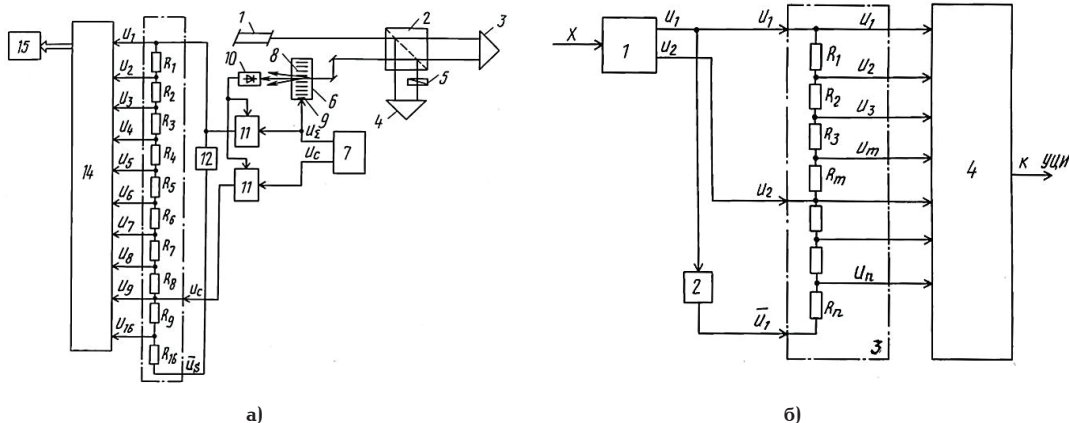 15
14
U1
U2
U3
U4
U5
U6
U7
U8
U9
U16
R1
R2
R3
R4
R5
R6
R7
R8
R9
R16
12
ūs
uc
1
2
3
4
5
10
8
6
9
11
uΣ
uc
7
11
а)
X
1
u1
u2
u1
u1
R1
u2
R2
u3
R3
um
Rm
u2
un
Rn
2
ū1
3
4
к УЦИ
б)